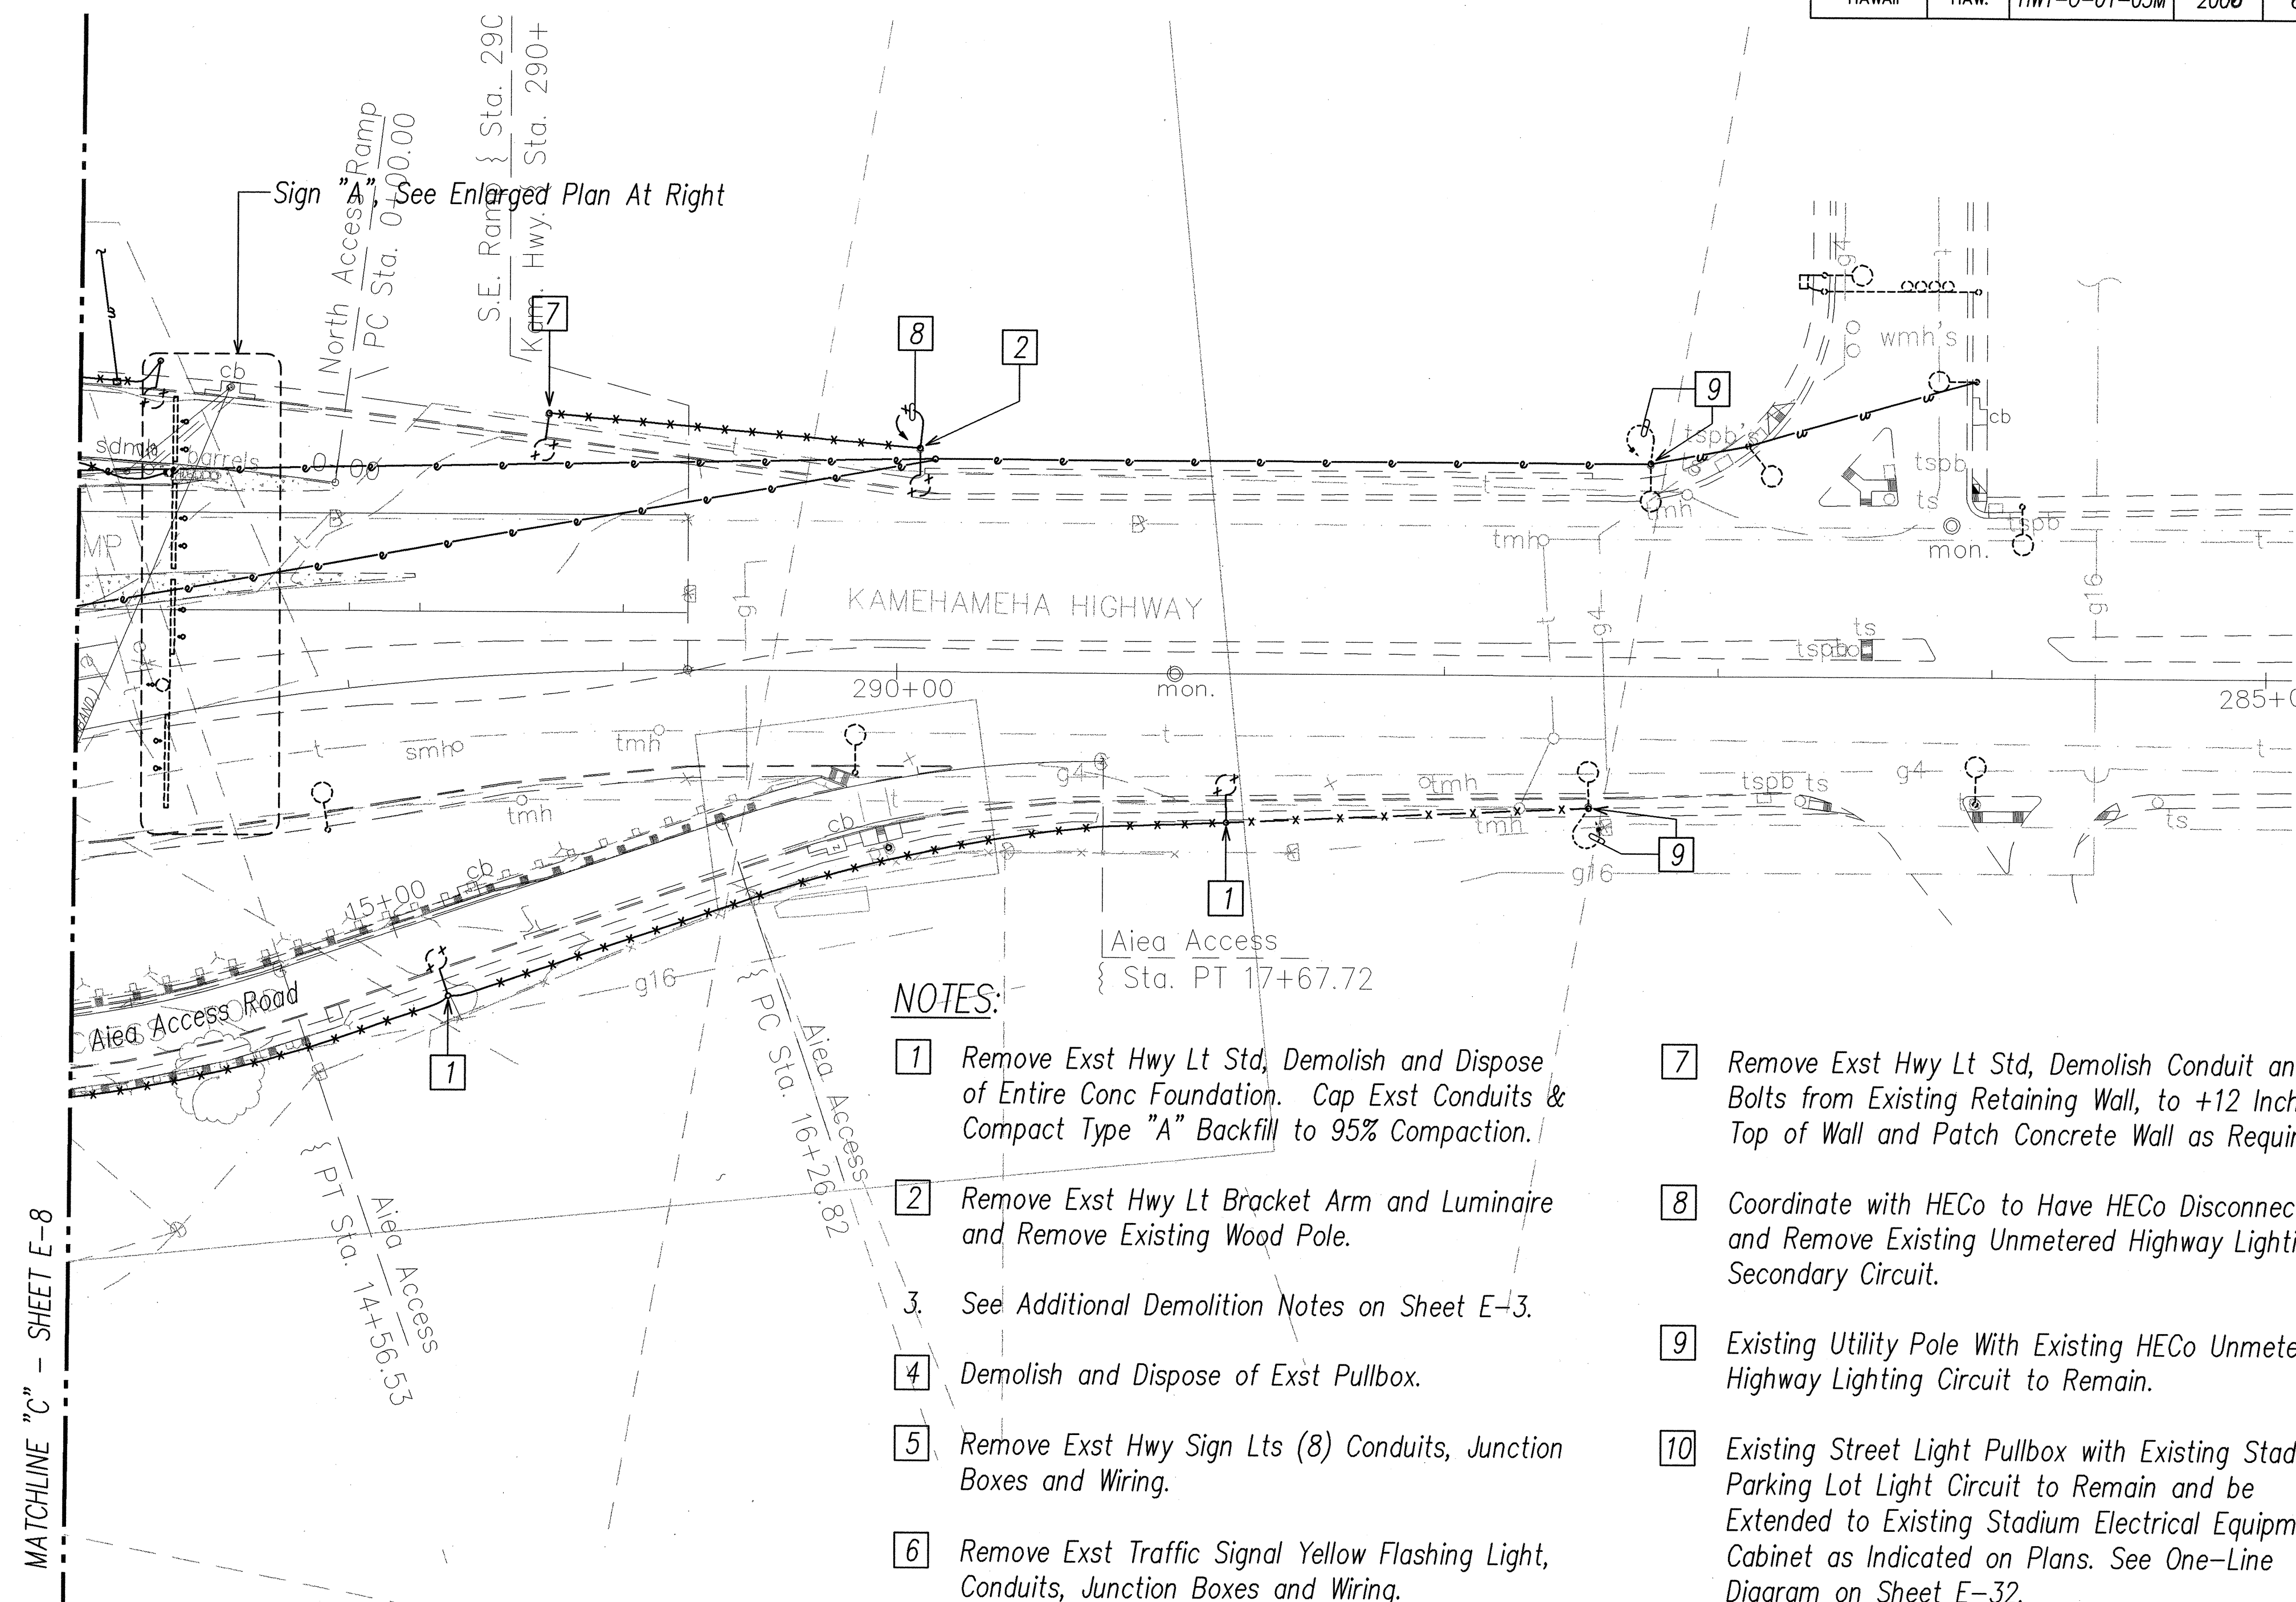 HAWAII HAW. HWY-O-01-05M 2006
Sign "A", See Enlarged Plan At Right
North Access Ramp
PC Sta. 0+00.00
S.E. Ramp Sta. 290
Kam. Hwy. Sta. 290+
7
8
2
9
cb
sdmh
barrels
0+00
t
MP
B
B
g1
KAMEHAMEHA HIGHWAY
290+00
mon.
g4
t
wmh's
cb
tspb's
ts
tspb
ts
tmh
tmh
mon.
tspb
t
g16
g4
ts
tspb
285+0
t
smh
tmh
t
g4
tmh
tspb ts
g4
t
tmh
cb
t
tmh
ts
9
g16
1
15+00
cb
g16
Aiea Access Road
1
Aiea Access
Sta. PT 17+67.72
Aiea Access
PC Sta. 16+26.82
Aiea Access
PT Sta. 14+56.53
MATCHLINE "C" - SHEET E-8
NOTES:
1 Remove Exst Hwy Lt Std, Demolish and Dispose
of Entire Conc Foundation. Cap Exst Conduits &
Compact Type "A" Backfill to 95% Compaction.
2 Remove Exst Hwy Lt Bracket Arm and Luminaire
and Remove Existing Wood Pole.
3. See Additional Demolition Notes on Sheet E-3.
4 Demolish and Dispose of Exst Pullbox.
5 Remove Exst Hwy Sign Lts (8) Conduits, Junction
Boxes and Wiring.
6 Remove Exst Traffic Signal Yellow Flashing Light,
Conduits, Junction Boxes and Wiring.
7 Remove Exst Hwy Lt Std, Demolish Conduit an
Bolts from Existing Retaining Wall, to +12 Inch
Top of Wall and Patch Concrete Wall as Requir
8 Coordinate with HECo to Have HECo Disconnec
and Remove Existing Unmetered Highway Lighti
Secondary Circuit.
9 Existing Utility Pole With Existing HECo Unmete
Highway Lighting Circuit to Remain.
10 Existing Street Light Pullbox with Existing Stad
Parking Lot Light Circuit to Remain and be
Extended to Existing Stadium Electrical Equipm
Cabinet as Indicated on Plans. See One-Line
Diagram on Sheet E-32.